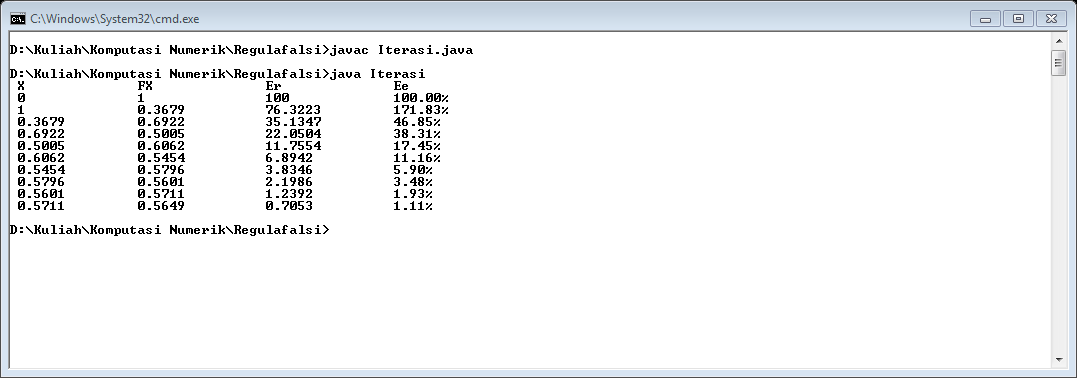 C:\Windows\System32\cmd.exe
D:\Kuliah\Komputasi Numerik\Regulafalsi>javac Iterasi.java
D:\Kuliah\Komputasi Numerik\Regulafalsi>java Iterasi
X FX Er Ee
0 1 100 100.00%
1 0.3679 76.3223 171.83%
0.3679 0.6922 35.1347 46.85%
0.6922 0.5005 22.0504 38.31%
0.5005 0.6062 11.7554 17.45%
0.6062 0.5454 6.8942 11.16%
0.5454 0.5796 3.8346 5.90%
0.5796 0.5601 2.1986 3.48%
0.5601 0.5711 1.2392 1.93%
0.5711 0.5649 0.7053 1.11%
D:\Kuliah\Komputasi Numerik\Regulafalsi>